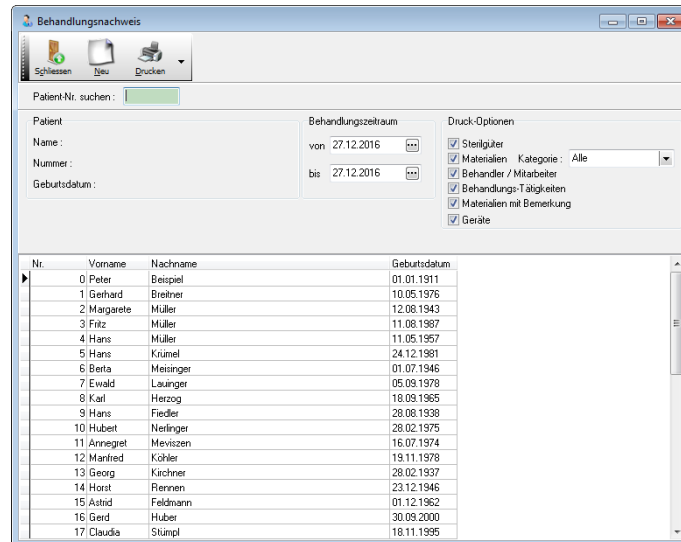 Behandlungsnachweis
Schliessen Neu Drucken
Patient-Nr. suchen :
Patient Behandlungszeitraum Druck-Optionen
Name : von 27.12.2016 Sterilgüter
Materialien Kategorie : Alle
Nummer : bis 27.12.2016 Behandler / Mitarbeiter
Geburtsdatum : Behandlungs-Tätigkeiten
Materialien mit Bemerkung
Geräte
Nr. Vorname Nachname Geburtsdatum
0 Peter Beispiel 01.01.1911
1 Gerhard Breitner 10.05.1976
2 Margarete Müller 12.08.1943
3 Fritz Müller 11.08.1987
4 Hans Müller 11.05.1957
5 Hans Krümel 24.12.1981
6 Berta Meisinger 01.07.1946
7 Ewald Lauinger 05.09.1978
8 Karl Herzog 18.09.1965
9 Hans Fiedler 28.08.1938
10 Hubert Nerlinger 28.02.1975
11 Annegret Meviszen 16.07.1974
12 Manfred Köhler 19.11.1978
13 Georg Kirchner 28.02.1937
14 Horst Rennen 23.12.1946
15 Astrid Feldmann 01.12.1962
16 Gerd Huber 30.09.2000
17 Claudia Stümpl 18.11.1995